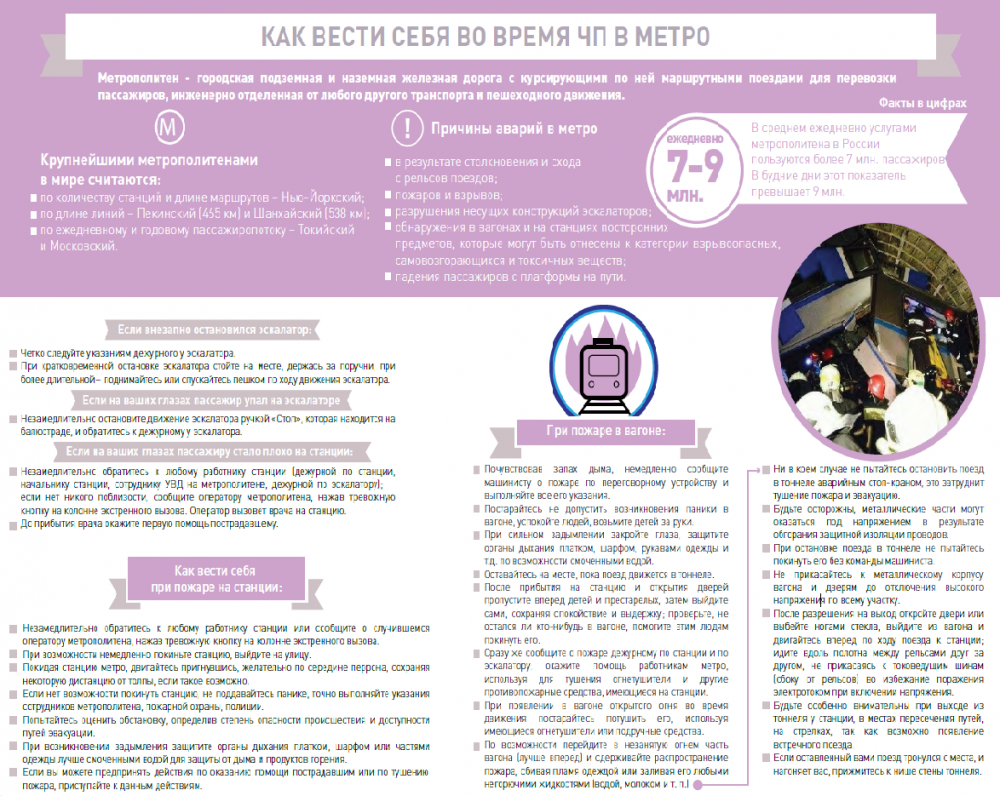 КАК ВЕСТИ СЕБЯ ВО ВРЕМЯ ЧП В МЕТРО
Метрополитен - городская подземная и наземная железная дорога с курсирующими по ней маршрутными поездами для перевозки
пассажиров, инженерно отделенная от любого другого транспорта и пешеходного движения.
М
Крупнейшими метрополитенами
в мире считаются:
по количеству станций и длине маршрутов – Нью-Йоркский;
по длине линий – Пекинский (465 км) и Шанхайский (538 км);
по ежедневному и годовому пассажиропотоку – Токийский
и Московский.
! Причины аварий в метро
в результате столкновения и схода
с рельсов поездов;
пожаров и взрывов;
разрушения несущих конструкций эскалаторов;
обнаружения в вагонах и на станциях посторонних
предметов, которые могут быть отнесены к категории взрывоопасных,
самовозгорающихся и токсичных веществ;
падения пассажиров с платформы на пути.
Факты в цифрах
ежедневно
7-9
МЛН.
В среднем ежедневно услугами
метрополитена в России
пользуются более 7 млн. пассажиров
В будние дни этот показатель
превышает 9 млн.
Если внезапно остановился эскалатор:
Четко следуйте указаниям дежурного у эскалатора.
При кратковременной остановке эскалатора стойте на месте, держась за поручни при
более длительной – поднимайтесь или спускайтесь пешком по ходу движения эскалатора.
Если на ваших глазах пассажир упал на эскалаторе
Незамедлительно остановите движение эскалатора ручкой «Стоп», которая находится на
балюстраде, и обратитесь к дежурному у эскалатора.
Если на ваших глазах пассажиру стало плохо на станции:
Незамедлительно обратитесь к любому работнику станции (дежурной по станции,
начальнику станции, сотруднику УВД на метрополитене, дежурной по эскалатору);
если нет никого поблизости, сообщите оператору метрополитена, нажав тревожную
кнопку на колонне экстренного вызова. Оператор вызовет врача на станцию.
До прибытия врача окажите первую помощь пострадавшему.
Как вести себя
при пожаре на станции:
Незамедлительно обратитесь к любому работнику станции или сообщите о случившемся
оператору метрополитена, нажав тревожную кнопку на колонне экстренного вызова.
При возможности немедленно покиньте станцию, выйдите на улицу.
Покидая станцию метро, двигайтесь пригнувшись, желательно по середине перрона, сохраняя
некоторую дистанцию от толпы, если такое возможно.
Если нет возможности покинуть станцию, не поддавайтесь панике, точно выполняйте указания
сотрудников метрополитена, пожарной охраны, полиции.
Попытайтесь оценить обстановку, определив степень опасности происшествия и доступности
путей эвакуации.
При возникновении задымления защитите органы дыхания платком, шарфом или частями
одежды лучше смоченными водой для защиты от дыма и продуктов горения.
Если вы можете предпринять действия по оказанию помощи пострадавшим или по тушению
пожара, приступайте к данным действиям.
При пожаре в вагоне:
Почувствовав запах дыма, немедленно сообщите
машинисту о пожаре по переговорному устройству и
выполняйте все его указания.
Постарайтесь не допустить возникновения паники в
вагоне, успокойте людей, возьмите детей за руки.
При сильном задымлении закройте глаза, защитите
органы дыхания платком, шарфом, рукавами одежды и
т.д. по возможности смоченными водой.
Оставайтесь на месте, пока поезд движется в тоннеле.
После прибытия на станцию и открытия дверей
пропустите вперед детей и престарелых, затем выйдите
сами, сохраняя спокойствие и выдержку; проверьте, не
остался ли кто-нибудь в вагоне, помогите этим людям
покинуть его.
Сразу же сообщите о пожаре дежурному по станции и по
эскалатору окажите помощь работникам метро,
используя для тушения огнетушители и другие
противопожарные средства, имеющиеся на станции.
При появлении в вагоне открытого огня во время
движения постарайтесь потушить его, используя
имеющиеся огнетушители или подручные средства.
По возможности перейдите в незанятую огнем часть
вагона (лучше вперед) и сдерживайте распространение
пожара, сбивая пламя одеждой или заливая его любыми
негорючими жидкостями (водой, молоком и т. п.)
Ни в коем случае не пытайтесь остановить поезд
в тоннеле аварийным стоп-краном, это затруднит
тушение пожара и эвакуацию.
Будьте осторожны, металлические части могут
оказаться под напряжением в результате
обгорания защитной изоляции проводов.
При остановке поезда в тоннеле не пытайтесь
покинуть его без команды машиниста.
Не прикасайтесь к металлическому корпусу
вагона и дверям до отключения высокого
напряжения по всему участку.
После разрешения на выход откройте двери или
выбейте ногами стекла, выйдите из вагона и
двигайтесь вперед по ходу поезда к станции;
идите вдоль полотна между рельсами друг за
другом, не прикасаясь к токоведущим шинам
(сбоку от рельсов) во избежание поражения
электротоком при включении напряжения.
Будьте особенно внимательны при выходе из
тоннеля у станции, в местах пересечения путей,
на стрелках, так как возможно появление
встречного поезда.
Если оставленный вами поезд тронулся с места, и
нагоняет вас, прижмитесь к нише стены тоннеля.